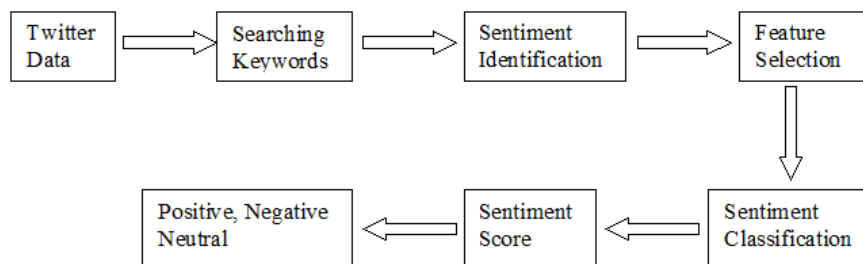 Twitter
Data
Searching
Keywords
Sentiment
Identification
Feature
Selection
Sentiment
Classification
Sentiment
Score
Positive, Negative
Neutral